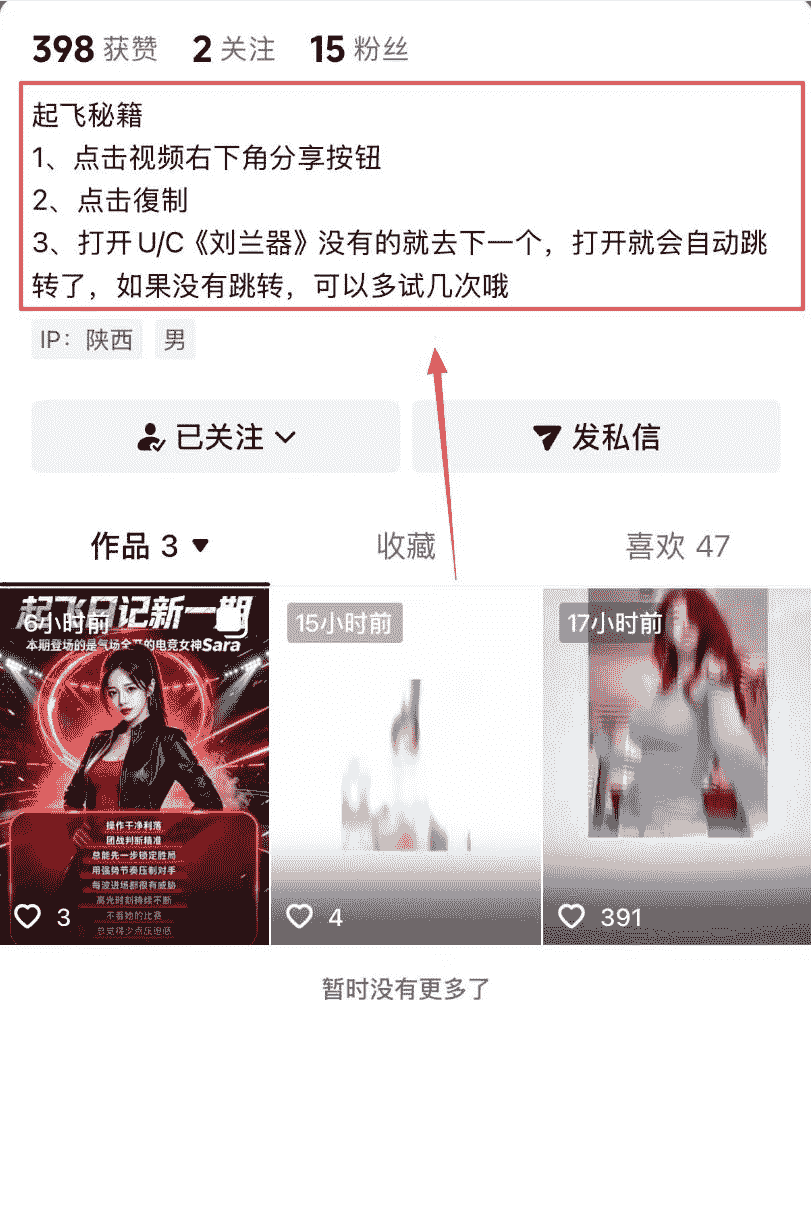 398 获赞 2 关注 15 粉丝
起飞秘籍
1、点击视频右下角分享按钮
2、点击復制
3、打开U/C《刘兰器》没有的就去下一个，打开就会自动跳
转了，如果没有跳转，可以多试几次哦
IP：陕西 男
已关注 发私信
作品 3 收藏 喜欢 47
起飞日记新一期
6小时前
本期登场的是气场全开的电竞女神Sara
操作干净利落
团战判断精准
总能先一步锁定胜局
用强势节奏压制对手
每波进场都很有威胁
高光时刻持续不断
不看她的比赛
总觉得少点压迫感
3
15小时前
4
17小时前
391
暂时没有更多了